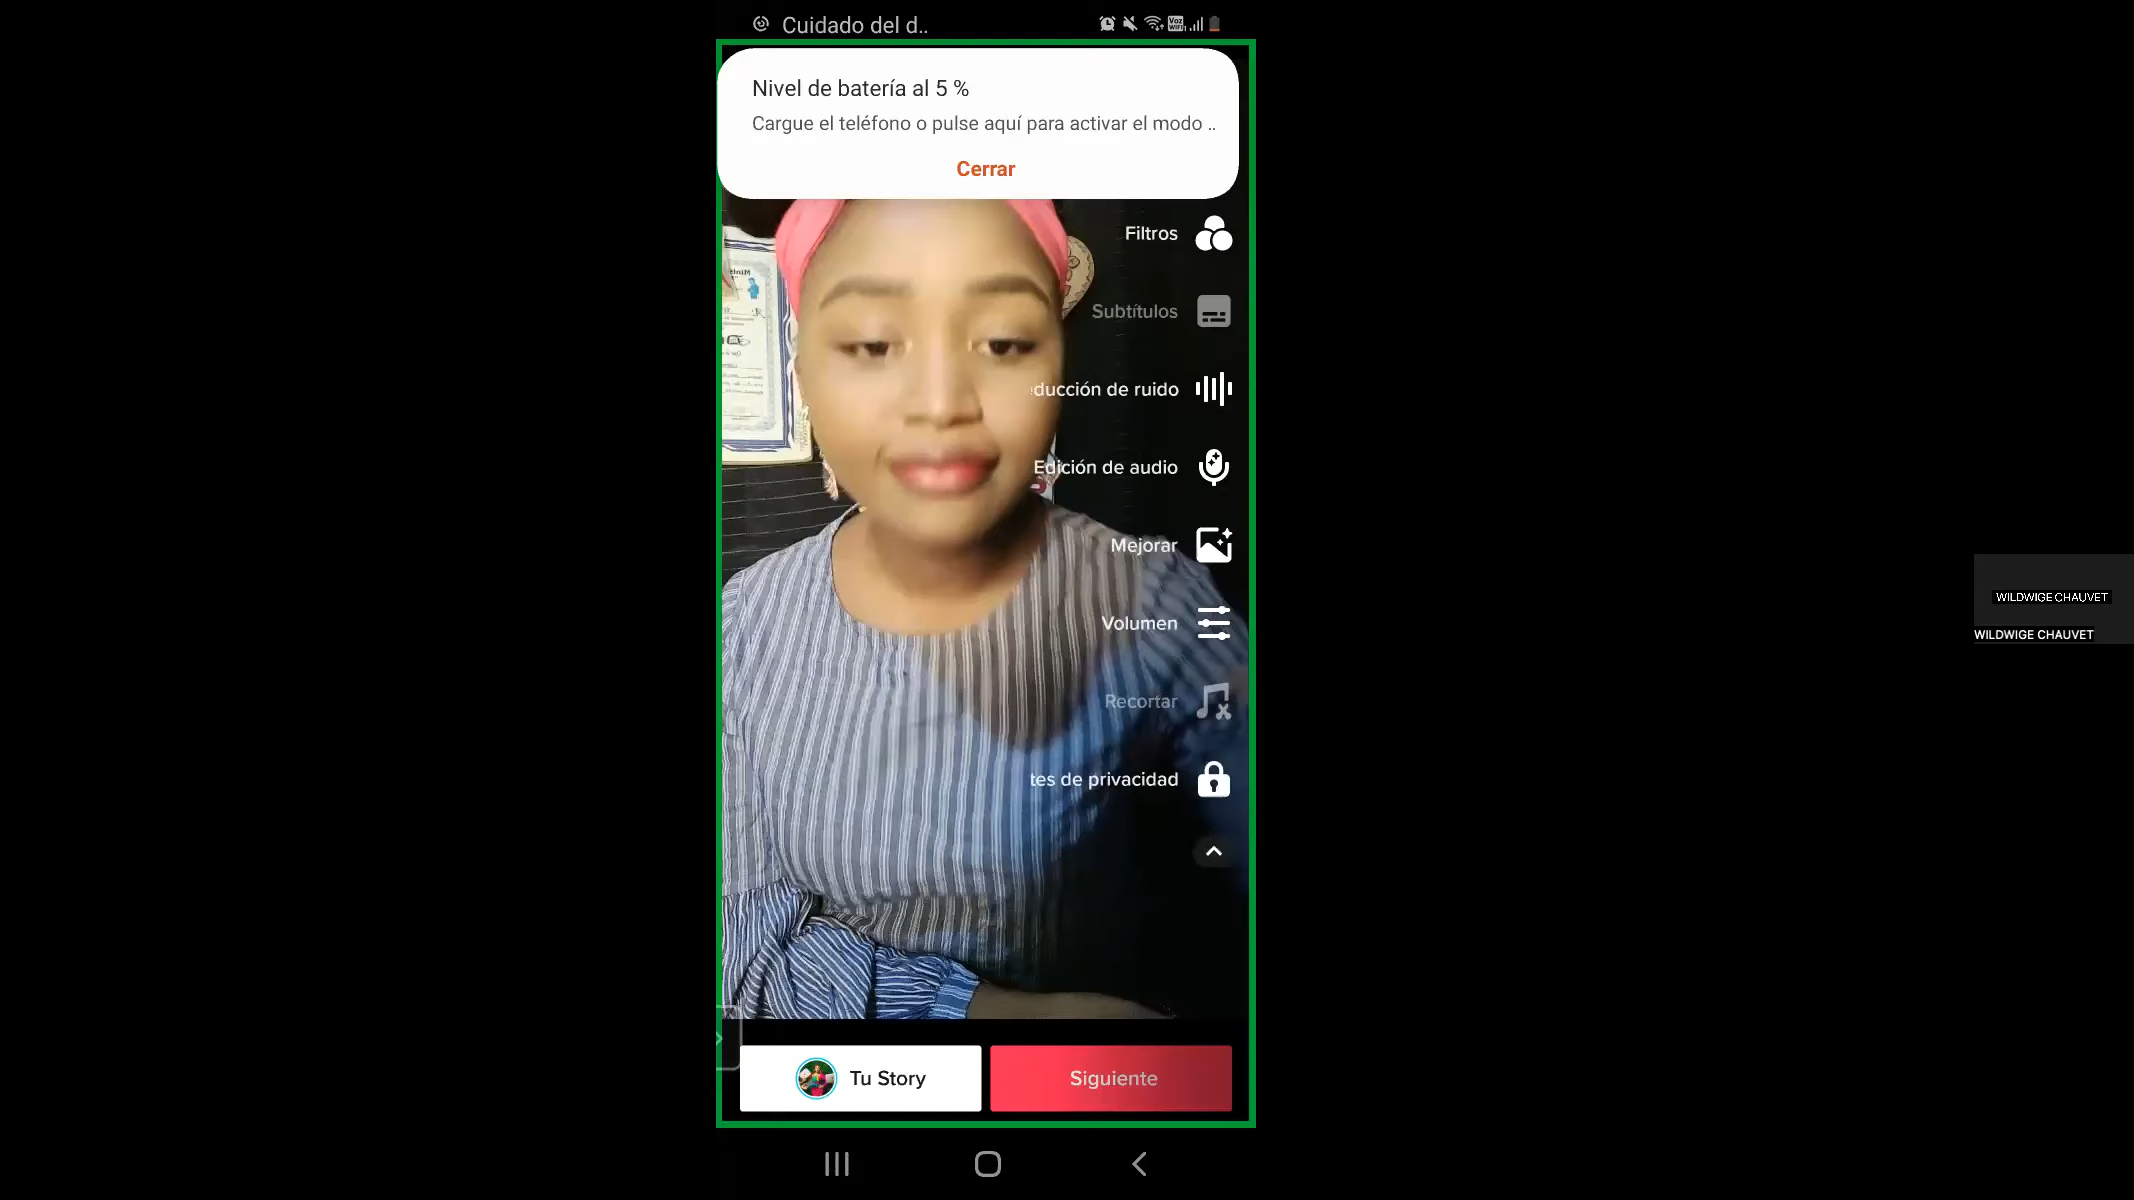 Cuidado del d..
Nivel de batería al 5 %
Cargue el teléfono o pulse aquí para activar el modo ..
Cerrar
Filtros
Subtítulos
ducción de ruido
Edición de audio
Mejorar
Volumen
Recortar
tes de privacidad
Tu Story
Siguiente
WILDWIGE CHAUVET
WILDWIGE CHAUVET